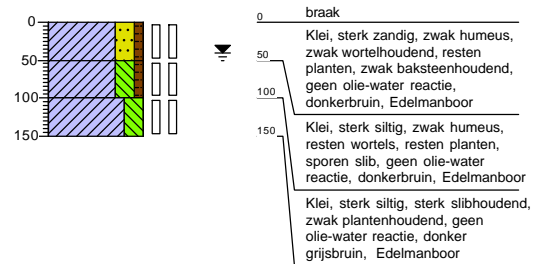 0
50
100
150
0
braak
Klei, sterk zandig, zwak humeus,
zwak wortelhoudend, resten
planten, zwak baksteenhoudend,
geen olie-water reactie,
donkerbruin, Edelmanboor
50
Klei, sterk siltig, zwak humeus,
resten wortels, resten planten,
sporen slib, geen olie-water
reactie, donkerbruin, Edelmanboor
100
Klei, sterk siltig, sterk slibhoudend,
zwak plantenhoudend, geen
olie-water reactie, donker
grijsbruin, Edelmanboor
150